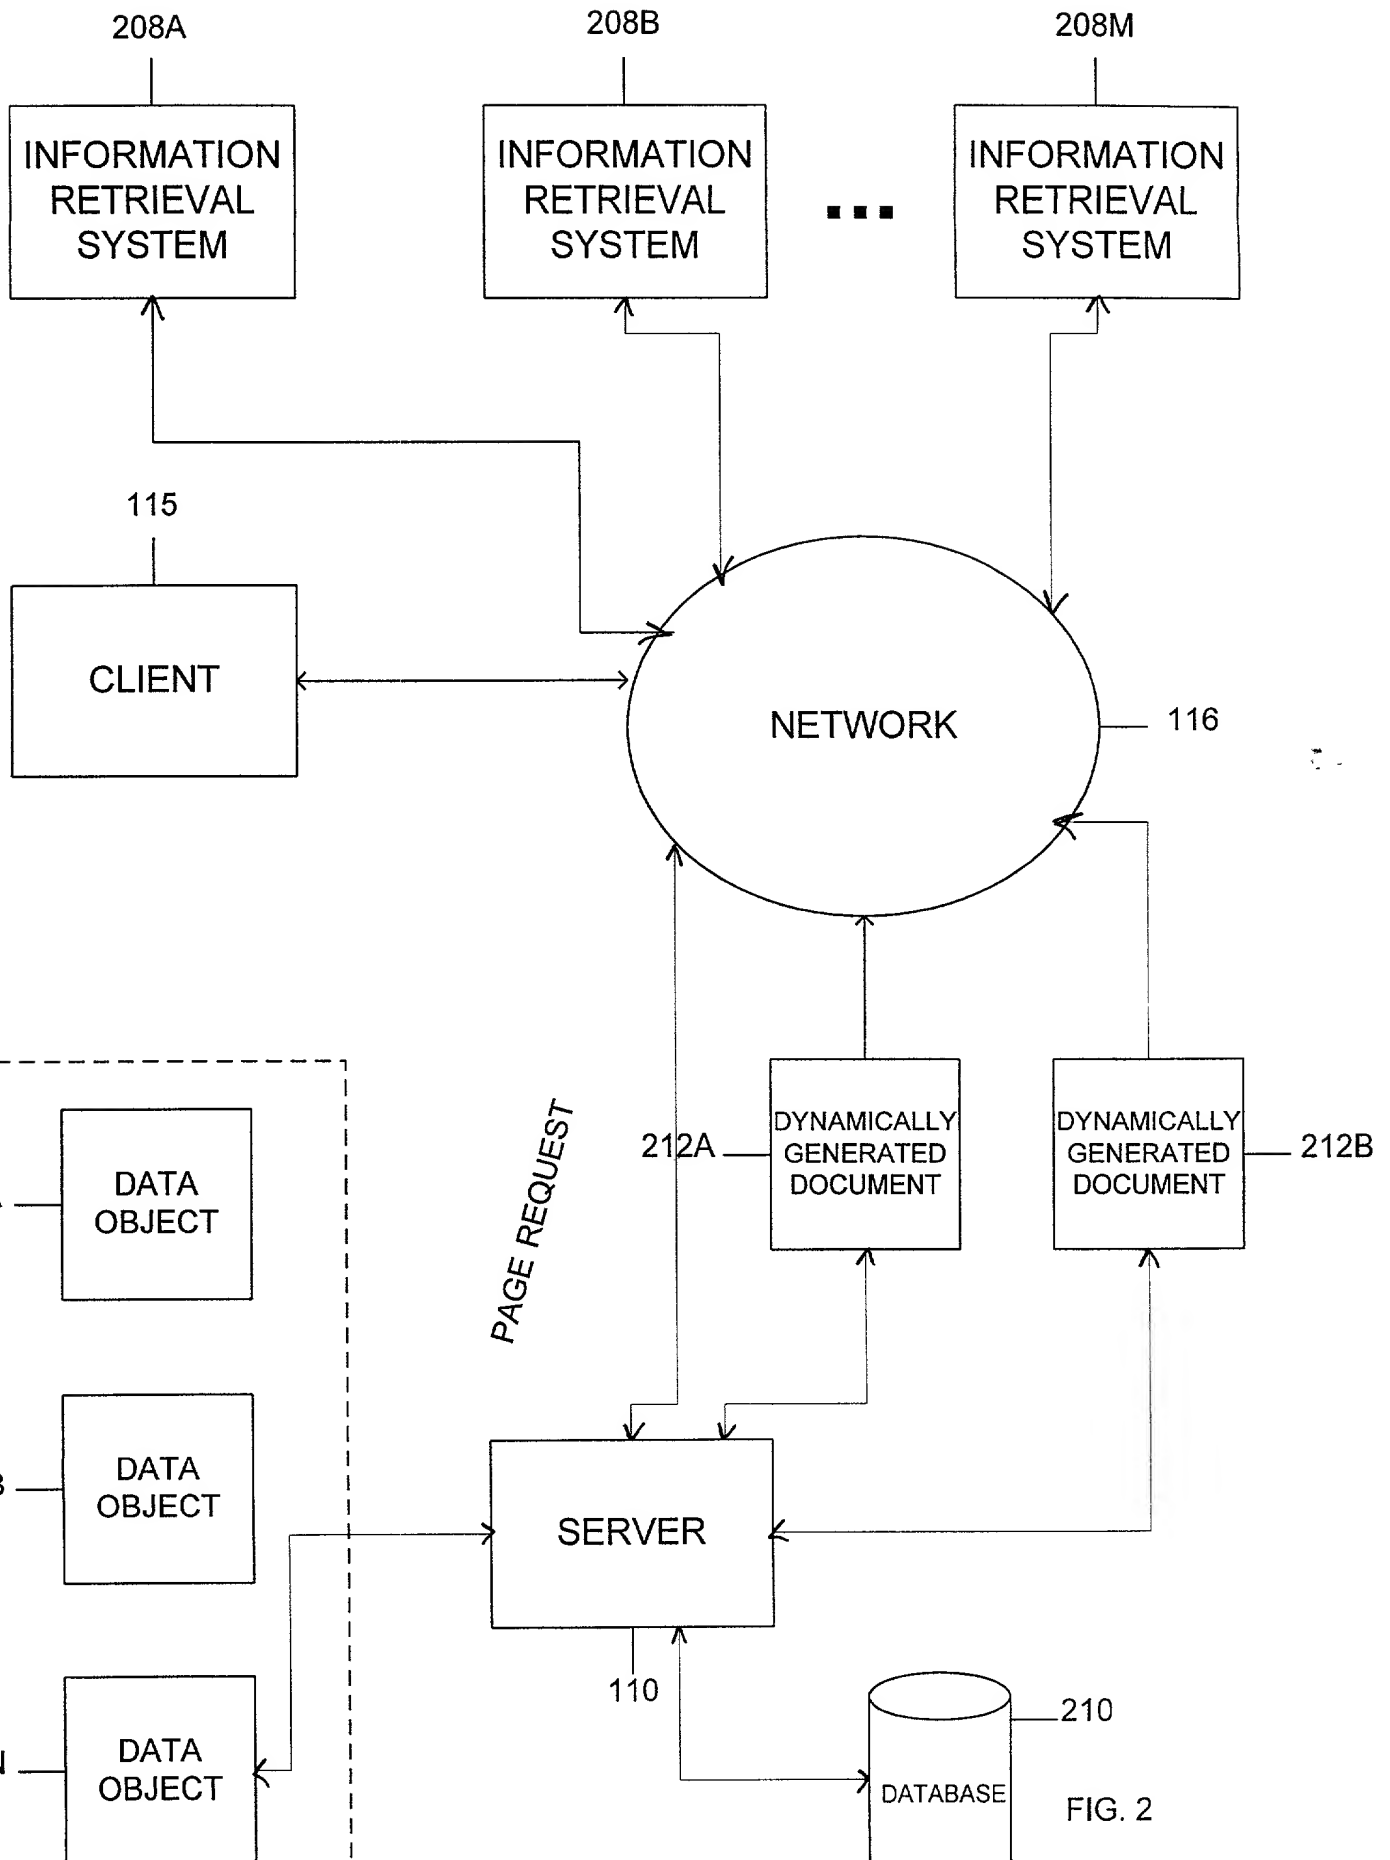 208A
208B
208M
INFORMATION
RETRIEVAL
SYSTEM
INFORMATION
RETRIEVAL
SYSTEM
INFORMATION
RETRIEVAL
SYSTEM
115
CLIENT
NETWORK
116
PAGE REQUEST
212A
DYNAMICALLY
GENERATED
DOCUMENT
DYNAMICALLY
GENERATED
DOCUMENT
212B
DATA
OBJECT
DATA
OBJECT
SERVER
110
DATA
OBJECT
210
DATABASE
FIG. 2